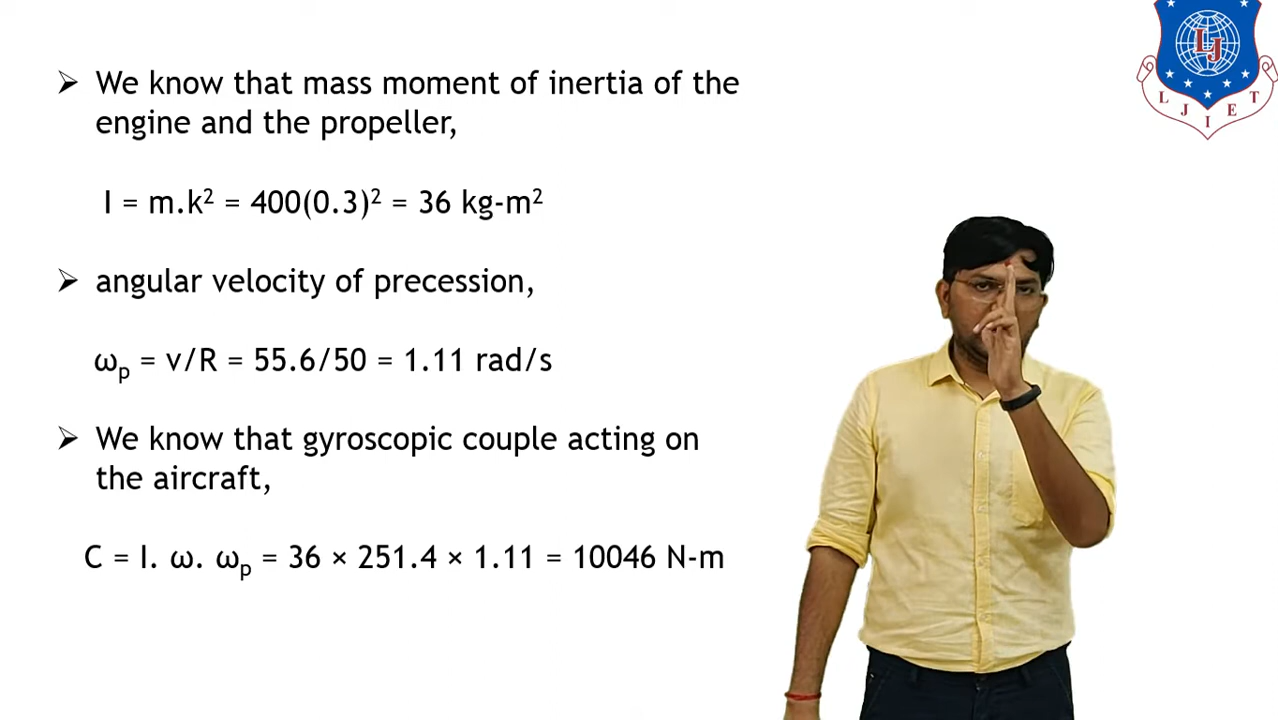 ➢ We know that mass moment of inertia of the
engine and the propeller,
I = m.k² = 400(0.3)² = 36 kg-m²
➢ angular velocity of precession,
ωₚ = v/R = 55.6/50 = 1.11 rad/s
➢ We know that gyroscopic couple acting on
the aircraft,
C = I. ω. ωₚ = 36 × 251.4 × 1.11 = 10046 N-m
LJ
L J I E T